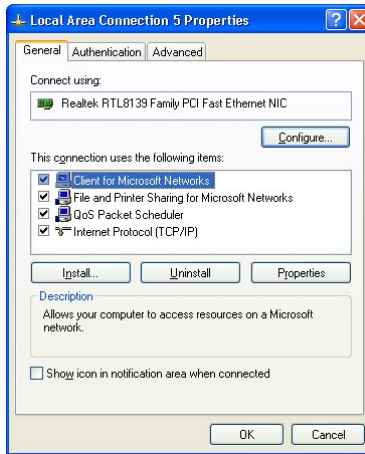 Local Area Connection 5 Properties
General Authentication Advanced
Connect using:
Realtek RTL8139 Family PCI Fast Ethernet NIC
Configure...
This connection uses the following items:
Client for Microsoft Networks
File and Printer Sharing for Microsoft Networks
QoS Packet Scheduler
Internet Protocol (TCP/IP)
Install... Uninstall Properties
Description
Allows your computer to access resources on a Microsoft
network.
Show icon in notification area when connected
OK Cancel